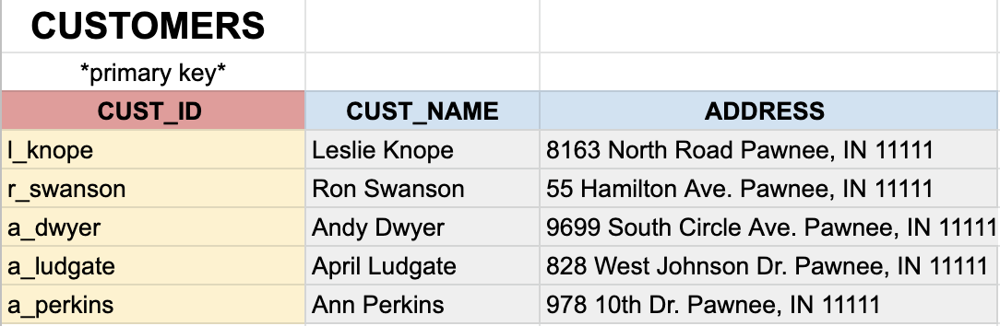 CUSTOMERS
*primary key*
CUST_ID CUST_NAME ADDRESS
l_knope Leslie Knope 8163 North Road Pawnee, IN 11111
r_swanson Ron Swanson 55 Hamilton Ave. Pawnee, IN 11111
a_dwyer Andy Dwyer 9699 South Circle Ave. Pawnee, IN 11111
a_ludgate April Ludgate 828 West Johnson Dr. Pawnee, IN 11111
a_perkins Ann Perkins 978 10th Dr. Pawnee, IN 11111